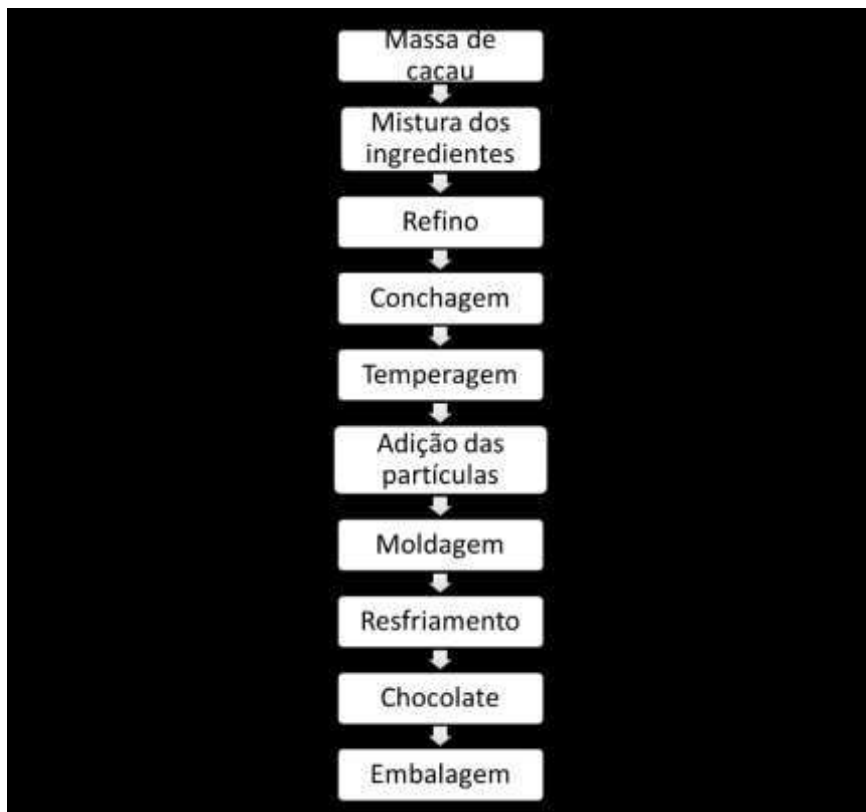 Massa de
cacau
Mistura dos
ingredientes
Refino
Conchagem
Temperagem
Adição das
partículas
Moldagem
Resfriamento
Chocolate
Embalagem